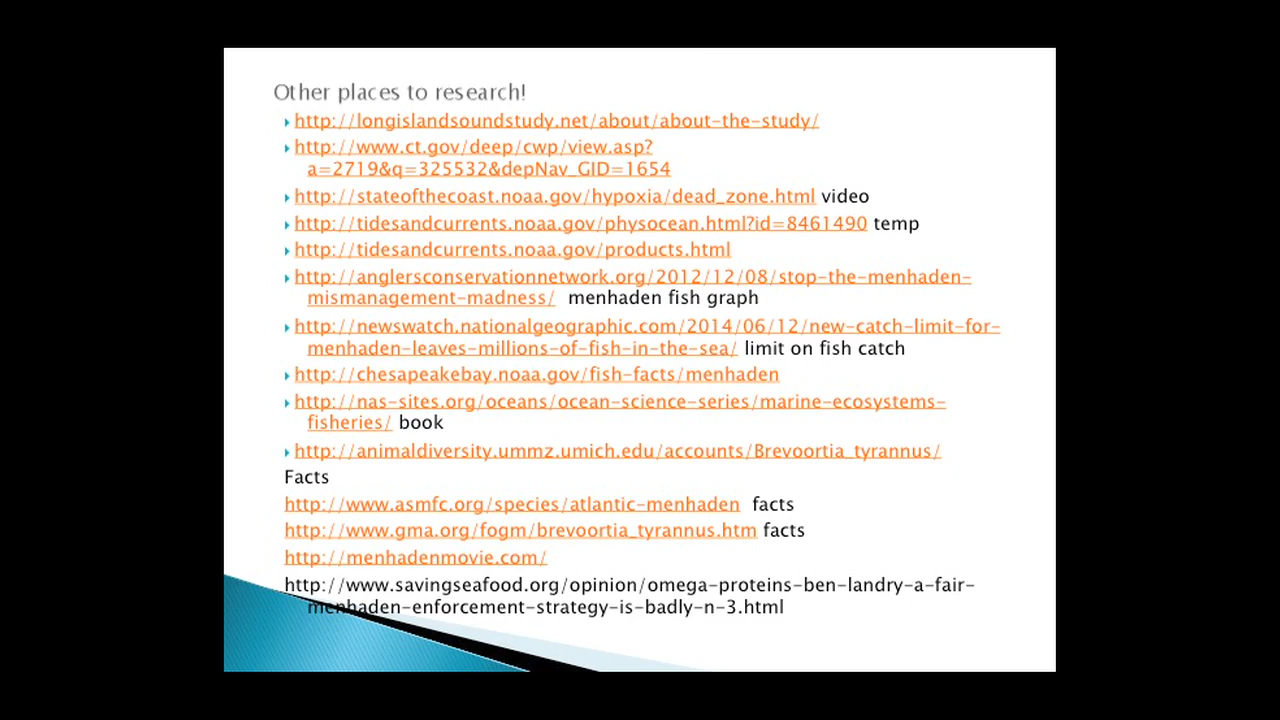 Other places to research!
http://longislandsoundstudy.net/about/about-the-study/
http://www.ct.gov/deep/cwp/view.asp?
a=2719&q=325532&depNav_GID=1654
http://stateofthecoast.noaa.gov/hypoxia/dead_zone.html video
http://tidesandcurrents.noaa.gov/physocean.html?id=8461490 temp
http://tidesandcurrents.noaa.gov/products.html
http://anglersconservationnetwork.org/2012/12/08/stop-the-menhaden-
mismanagement-madness/ menhaden fish graph
http://newswatch.nationalgeographic.com/2014/06/12/new-catch-limit-for-
menhaden-leaves-millions-of-fish-in-the-sea/ limit on fish catch
http://chesapeakebay.noaa.gov/fish-facts/menhaden
http://nas-sites.org/oceans/ocean-science-series/marine-ecosystems-
fisheries/ book
http://animaldiversity.ummz.umich.edu/accounts/Brevoortia_tyrannus/
Facts
http://www.asmfc.org/species/atlantic-menhaden facts
http://www.gma.org/fogm/brevoortia_tyrannus.htm facts
http://menhadenmovie.com/
http://www.savingseafood.org/opinion/omega-proteins-ben-landry-a-fair-
menhaden-enforcement-strategy-is-badly-n-3.html